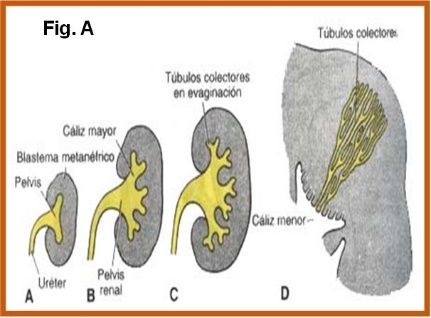 Fig. A
Túbulos colectores
Túbulos colectores
en evaginación
Cáliz mayor
Blastema metanéfrico
Pelvis
Cáliz menor
Uréter
Pelvis
renal
A
B
C
D